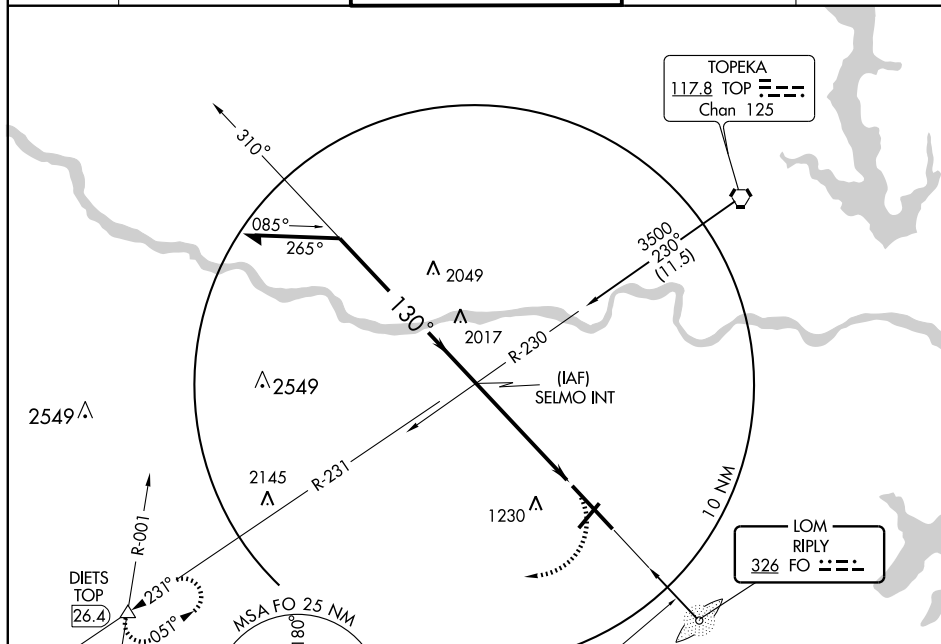 TOPEKA
117.8 TOP
Chan 125
310°
085°
265°
3500
230°
(11.5)
2049
130°
2017
R-230
(IAF)
SELMO INT
2549
2549
R-231
2145
1230
10 NM
R-001
LOM
RIPLY
326 FO
DIETS
TOP
26.4
231°
051°
MSA FO 25 NM
180°